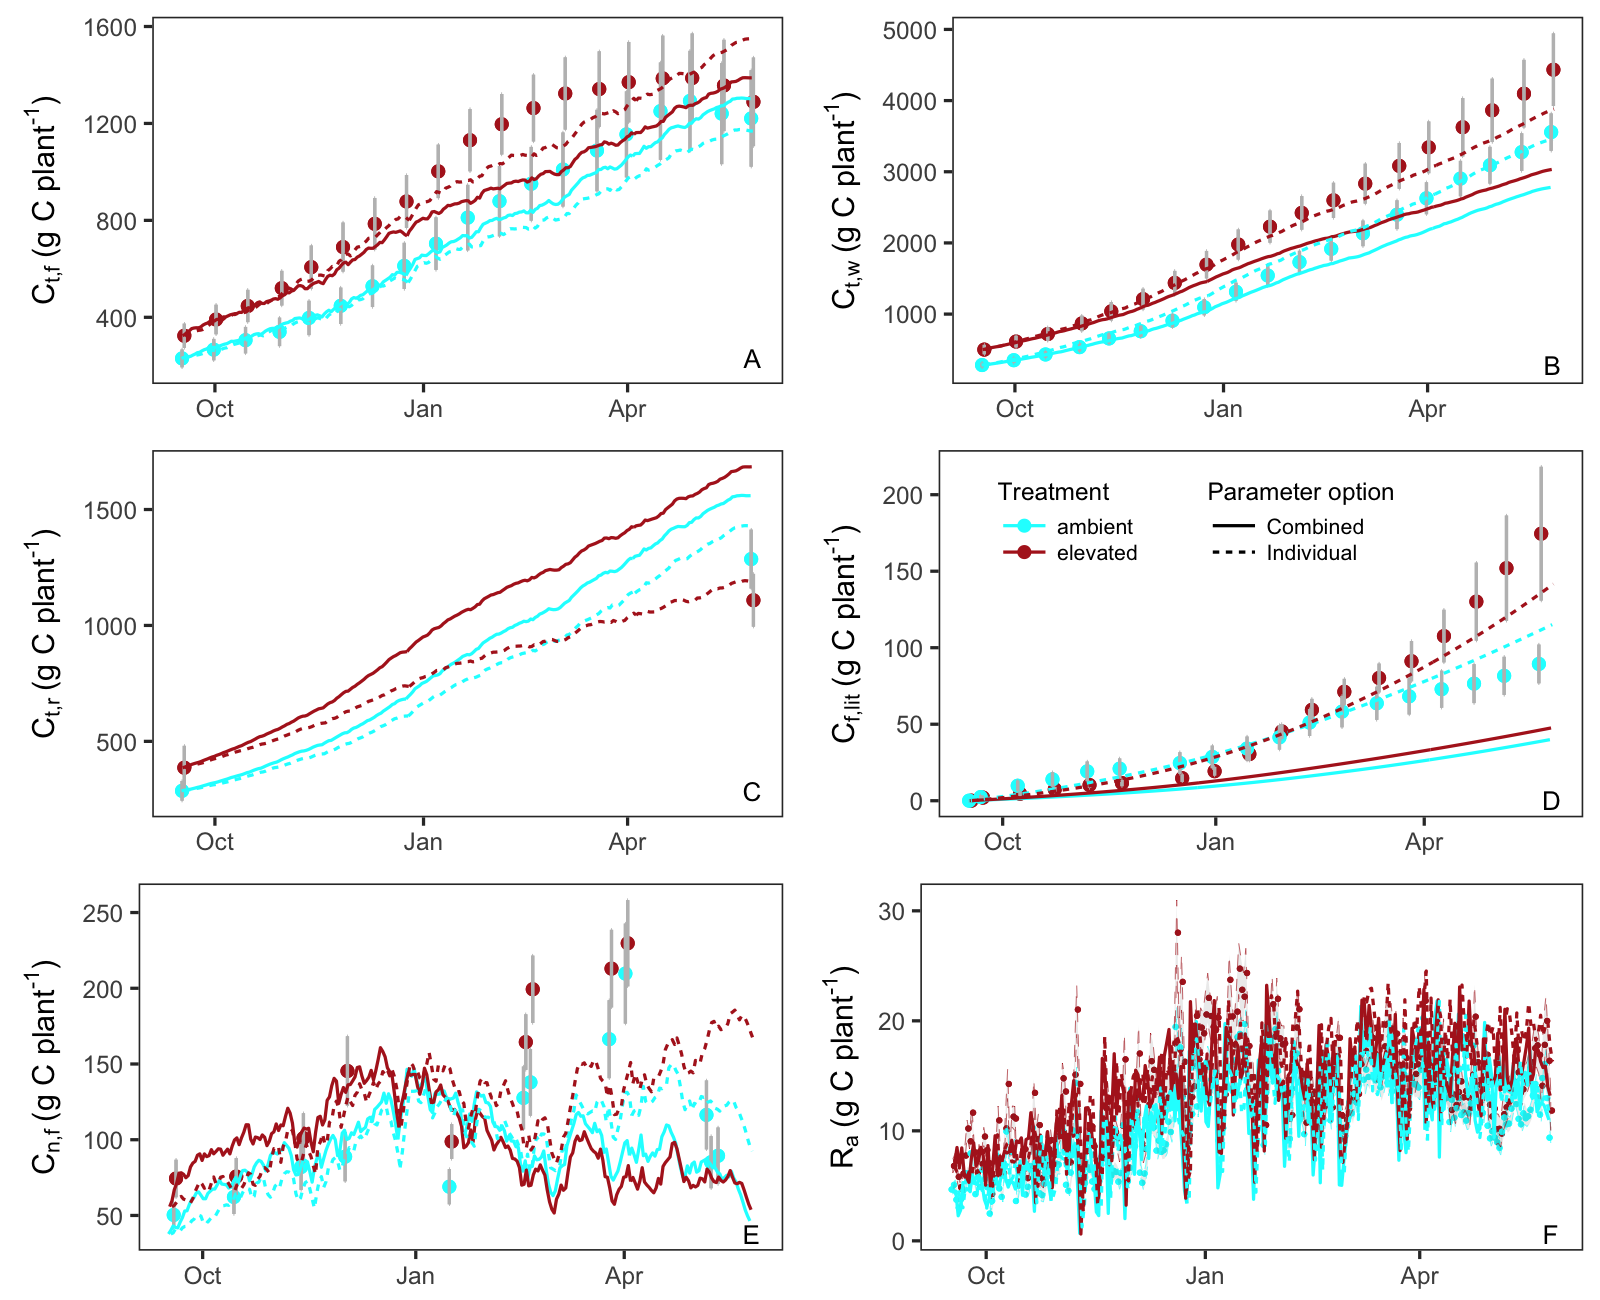 1600
1200
800
400
C_t,f (g C plant^-1)
Oct Jan Apr
A
5000
4000
3000
2000
1000
C_t,w (g C plant^-1)
Oct Jan Apr
B
1500
1000
500
C_t,r (g C plant^-1)
Oct Jan Apr
C
200
150
100
50
0
C_f,lit (g C plant^-1)
Treatment
ambient
elevated
Parameter option
Combined
Individual
Oct Jan Apr
D
250
200
150
100
50
C_n,f (g C plant^-1)
Oct Jan Apr
E
30
20
10
0
R_a (g C plant^-1)
Oct Jan Apr
F